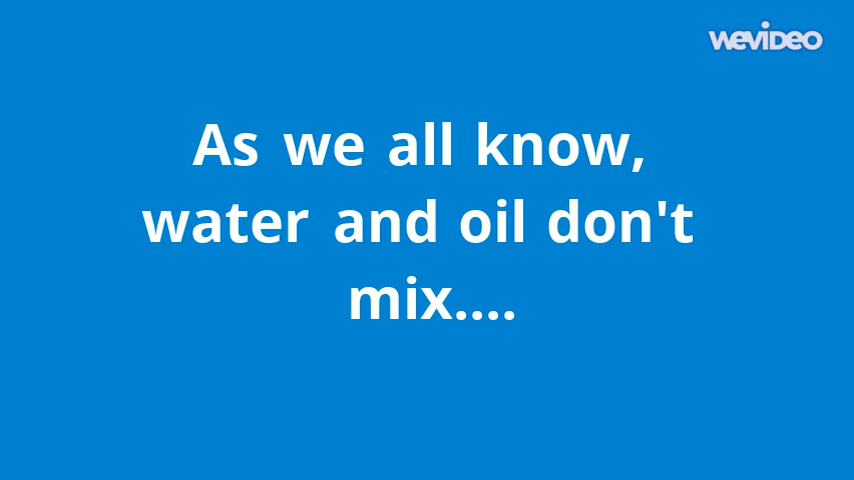 wevideo
As we all know,
water and oil don't
mix....